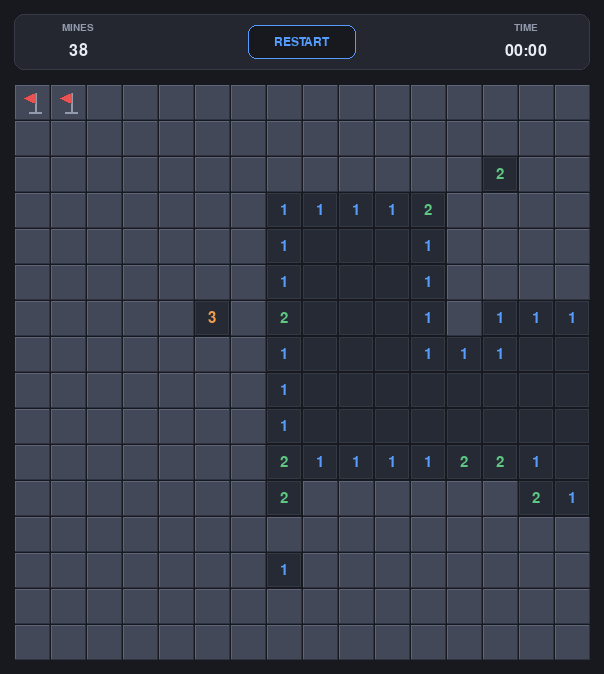 MINES
38
RESTART
TIME
00:00
2
1 1 1 1 2
1 1
1 1
3 2 1 1 1 1
1 1 1 1
1
1
2 1 1 1 1 2 2 1
2 2 1
1